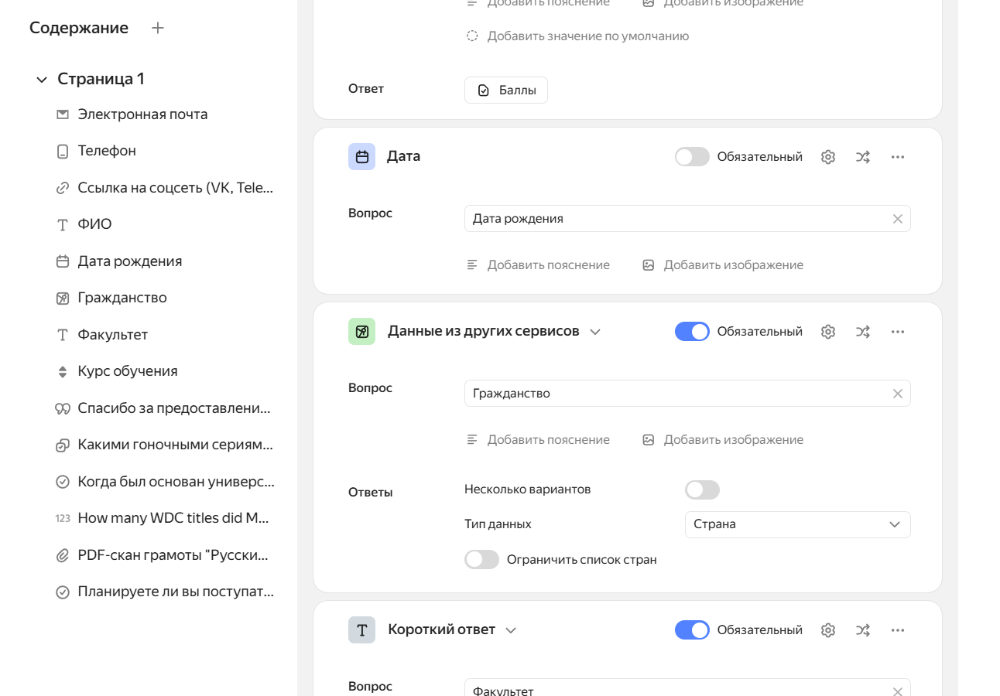 Содержание
Страница 1
Электронная почта
Телефон
Ссылка на соцсеть (VK, Tele...
ФИО
Дата рождения
Гражданство
Факультет
Курс обучения
Спасибо за предоставлени...
Какими гоночными сериям...
Когда был основан универс...
123 How many WDC titles did M...
PDF-скан грамоты "Русски...
Планируете ли вы поступат...
Добавить пояснение Добавить изображение
Добавить значение по умолчанию
Ответ Баллы
Дата Обязательный
Вопрос Дата рождения
Добавить пояснение Добавить изображение
Данные из других сервисов Обязательный
Вопрос Гражданство
Добавить пояснение Добавить изображение
Ответы Несколько вариантов
Тип данных Страна
Ограничить список стран
Короткий ответ Обязательный
Вопрос Факультет